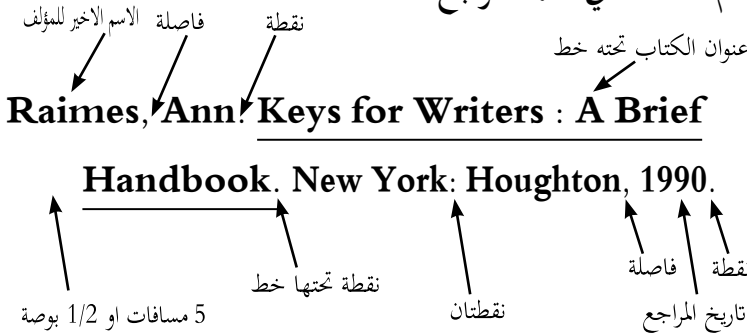 الاسم الاخير للمؤلف فاصلة نقطة
عنوان الكتاب تحته خط
Raimes, Ann. Keys for Writers : A Brief
Handbook. New York: Houghton, 1990.
5 مسافات او 1/2 بوصة
نقطة تحتها خط
نقطتان
فاصلة
نقطة
تاريخ المراجع